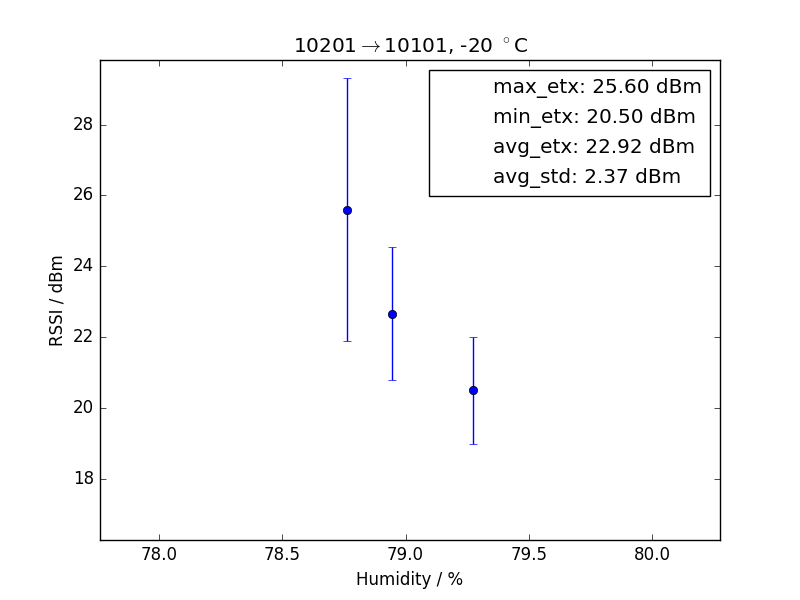 10201→10101, -20 °C
max_etx: 25.60 dBm
min_etx: 20.50 dBm
avg_etx: 22.92 dBm
avg_std: 2.37 dBm
RSSI / dBm
28
26
24
22
20
18
78.0 78.5 79.0 79.5 80.0
Humidity / %